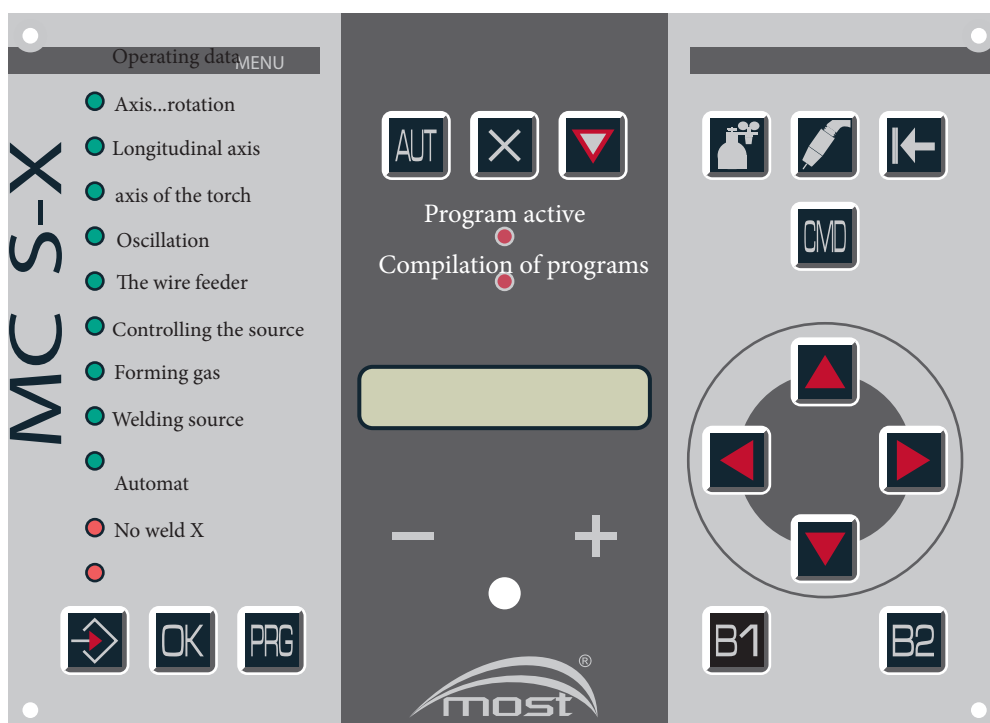 Operating data
MENU
Axis...rotation
Longitudinal axis
axis of the torch
Oscillation
The wire feeder
Controlling the source
Forming gas
Welding source
Automat
No weld X
MC S-X
OK
PRG
AUT
Program active
Compilation of programs
− +
most ®
CMD
B1
B2